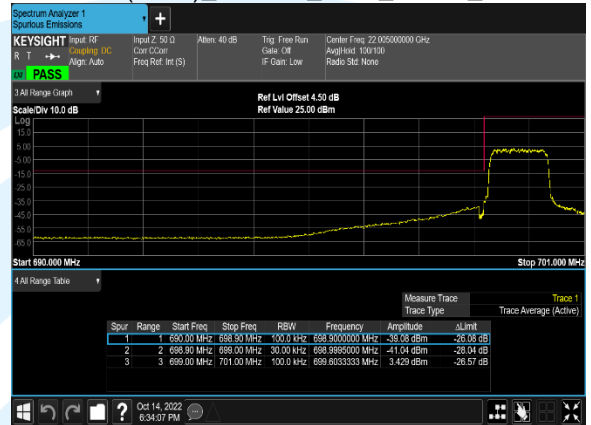 Spectrum Analyzer 1
Spurious Emissions
+
KEYSIGHT Input: RF Input Z: 50 Ω Atten: 40 dB Trig: Free Run Center Freq: 22.005000000 GHz
R T Coupling: DC Corr CCorr Gate: Off Avg|Hold: 100/100
Align: Auto Freq Ref: Int (S) IF Gain: Low Radio Std: None
PASS
3 All Range Graph
Ref Lvl Offset 4.50 dB
Scale/Div 10.0 dB Ref Value 25.00 dBm
Log
15.0
5.00
-5.00
-15.0
-25.0
-35.0
-45.0
-55.0
-65.0
Start 690.000 MHz Stop 701.000 MHz
4 All Range Table
Measure Trace Trace 1
Trace Type Trace Average (Active)
Spur Range Start Freq Stop Freq RBW Frequency Amplitude ΔLimit
1 1 690.00 MHz 698.90 MHz 100.0 kHz 698.9000000 MHz -39.08 dBm -26.08 dB
2 2 698.90 MHz 699.00 MHz 30.00 kHz 698.9995000 MHz -41.04 dBm -28.04 dB
3 3 699.00 MHz 701.00 MHz 100.0 kHz 699.6033333 MHz 3.429 dBm -26.57 dB
? Oct 14, 2022
6:34:07 PM